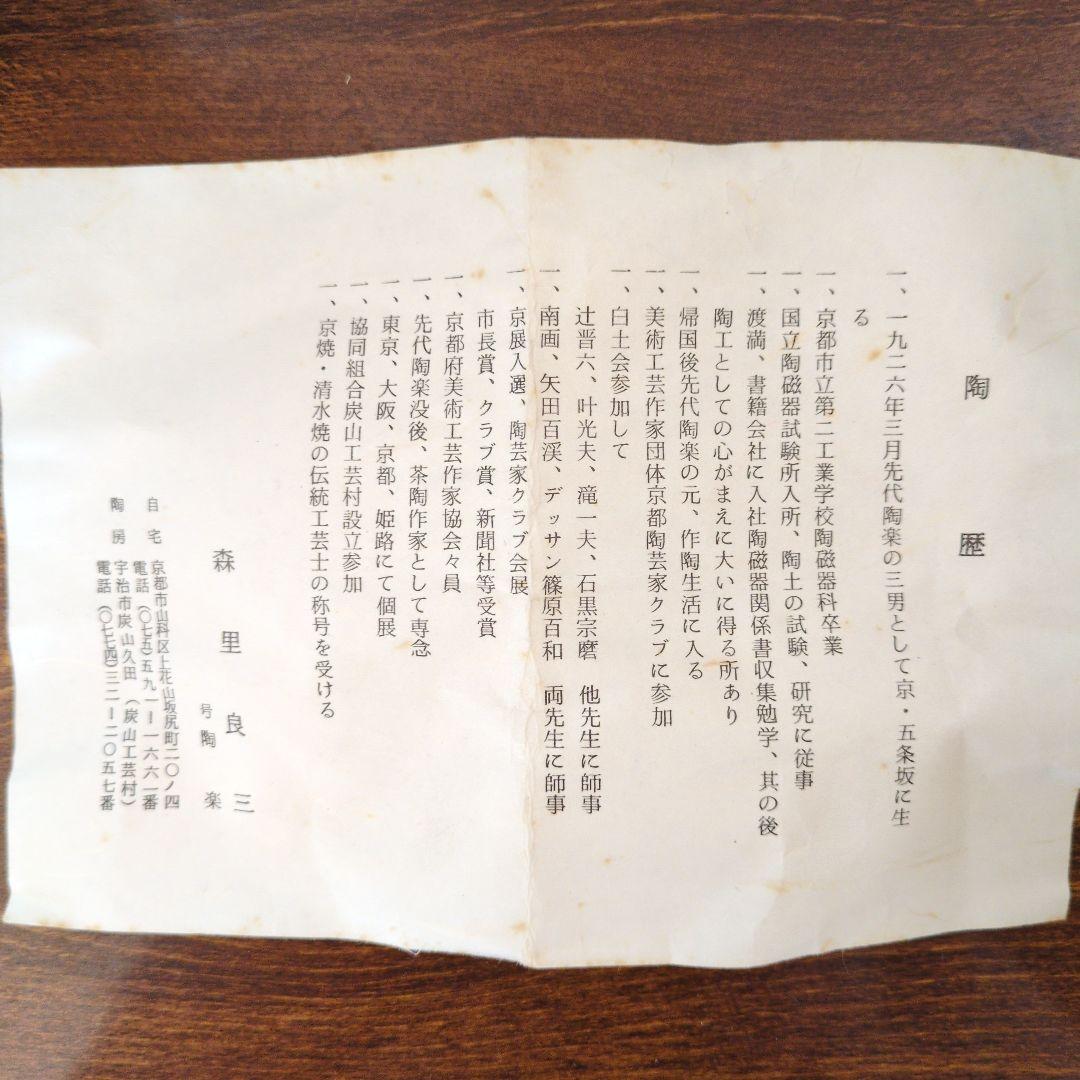 陶歴
一、一九二六年三月先代陶楽の三男として京・五条坂に生
る
一、京都市立第二工業学校陶磁器科卒業
一、国立陶磁器試験所入所、陶土の試験、研究に従事
一、渡満、書籍会社に入社陶磁器関係書収集勉学、其の後
陶工としての心がまえに大いに得る所あり
一、帰国後先代陶楽の元、作陶生活に入る
一、美術工芸作家団体京都陶芸家クラブに参加
一、白土会参加して
辻晋六、叶光夫、滝一夫、石黒宗麿　他先生に師事
一、南画、矢田百渓、デッサン篠原百和　両先生に師事
一、京展入選、陶芸家クラブ会展
市長賞、クラブ賞、新聞社等受賞
一、京都府美術工芸作家協会々員
一、先代陶楽没後、茶陶作家として専念
一、東京、大阪、京都、姫路にて個展
一、協同組合炭山工芸村設立参加
一、京焼・清水焼の伝統工芸士の称号を受ける
森里良三
号陶楽
自宅　京都市山科区上花山坂尻町二〇ノ四
電話（〇七五）五九一ー一六六一番
陶房　宇治市炭山久田（炭山工芸村）
電話（〇七七四）三二ー二〇五七番